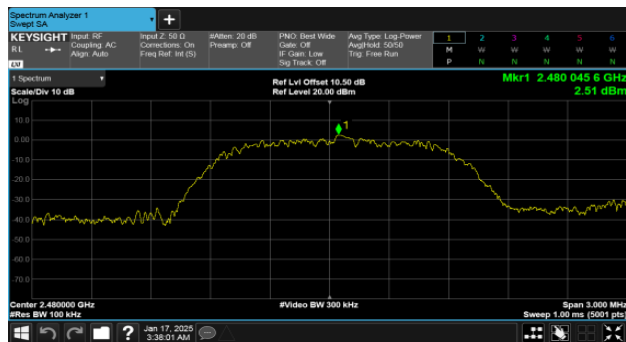 Spectrum Analyzer 1
Swept SA
KEYSIGHT
RL
Input: RF
Coupling: AC
Align: Auto
Input Z: 50 Ω
Corrections: On
Freq Ref: Int (S)
#Atten: 20 dB
Preamp: Off
PNO: Best Wide
Gate: Off
IF Gain: Low
Sig Track: Off
Avg Type: Log-Power
Avg|Hold: 50/50
Trig: Free Run
1 2 3 4 5 6
M W W W W W
P N N N N N
1 Spectrum
Scale/Div 10 dB
Ref Lvl Offset 10.50 dB
Ref Level 20.00 dBm
Mkr1 2.480 045 6 GHz
2.51 dBm
Log
1
10.0
0.00
-10.0
-20.0
-30.0
-40.0
-50.0
-60.0
-70.0
Center 2.480000 GHz
#Video BW 300 kHz
Span 3.000 MHz
#Res BW 100 kHz
Sweep 1.00 ms (5001 pts)
?
Jan 17, 2025
3:38:01 AM